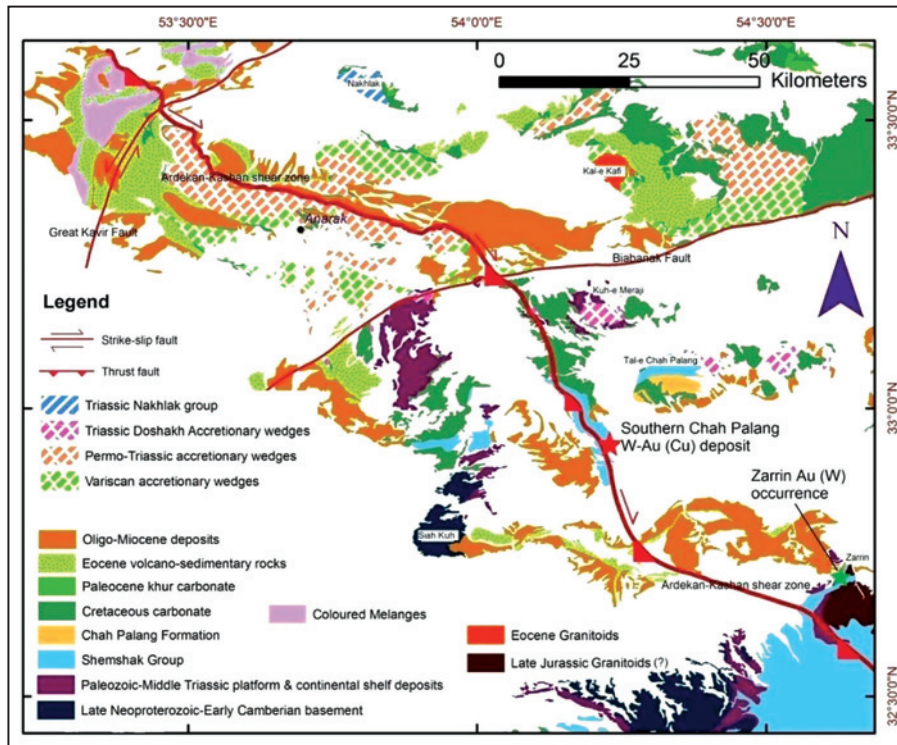 53°30'0"E
54°00'0"E
54°30'0"E
0 25 50
Kilometers
Nakhlak
33°30'0"N
Kal-e Kafi
Ardekan-Kashan shear zone
Anarak
Great Kavir Fault
Biabanak Fault
N
Kuh-e Meraji
Legend
Strike-slip fault
Thrust fault
Triassic Nakhlak group
Triassic Doshakh Accretionary wedges
Permo-Triassic accretionary wedges
Variscan accretionary wedges
Tal-e Chah Palang
33°0'0"N
Southern Chah Palang
W-Au (Cu) deposit
Zarrin Au (W)
occurrence
Siah Kuh
Zarrin
Ardekan-Kashan shear zone
Oligo-Miocene deposits
Eocene volcano-sedimentary rocks
Paleocene khur carbonate
Cretaceous carbonate
Chah Palang Formation
Shemshak Group
Paleozoic-Middle Triassic platform & continental shelf deposits
Late Neoproterozoic-Early Camberian basement
Coloured Melanges
Eocene Granitoids
Late Jurassic Granitoids (?)
32°30'0"N